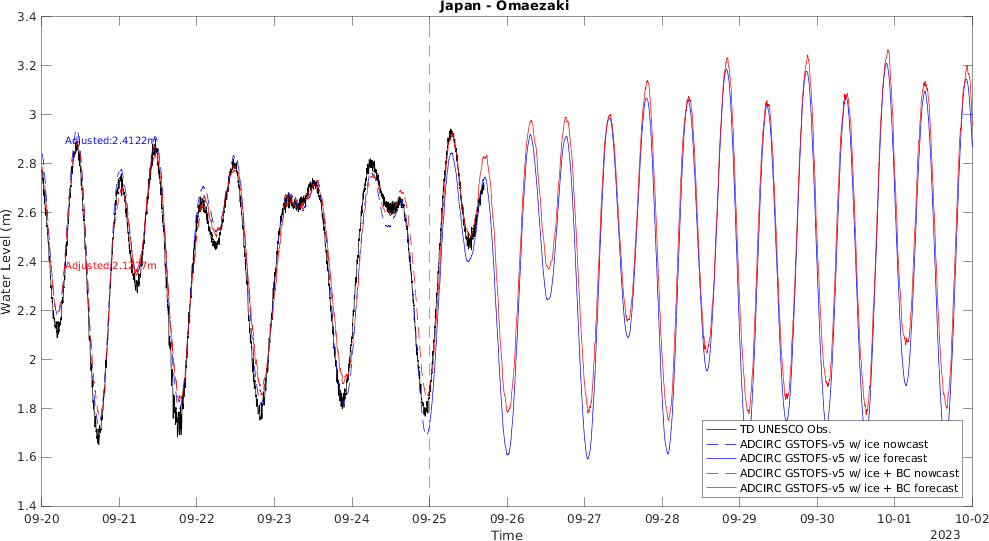 Japan - Omaezaki
3.4
3.2
3
2.8
2.6
2.4
2.2
2
1.8
1.6
1.4
Water Level (m)
Adjusted:2.4122m
Adjusted:2.1277m
TD UNESCO Obs.
ADCIRC GSTOFS-v5 w/ ice nowcast
ADCIRC GSTOFS-v5 w/ ice forecast
ADCIRC GSTOFS-v5 w/ ice + BC nowcast
ADCIRC GSTOFS-v5 w/ ice + BC forecast
09-20 09-21 09-22 09-23 09-24 09-25 09-26 09-27 09-28 09-29 09-30 10-01 10-02
Time
2023